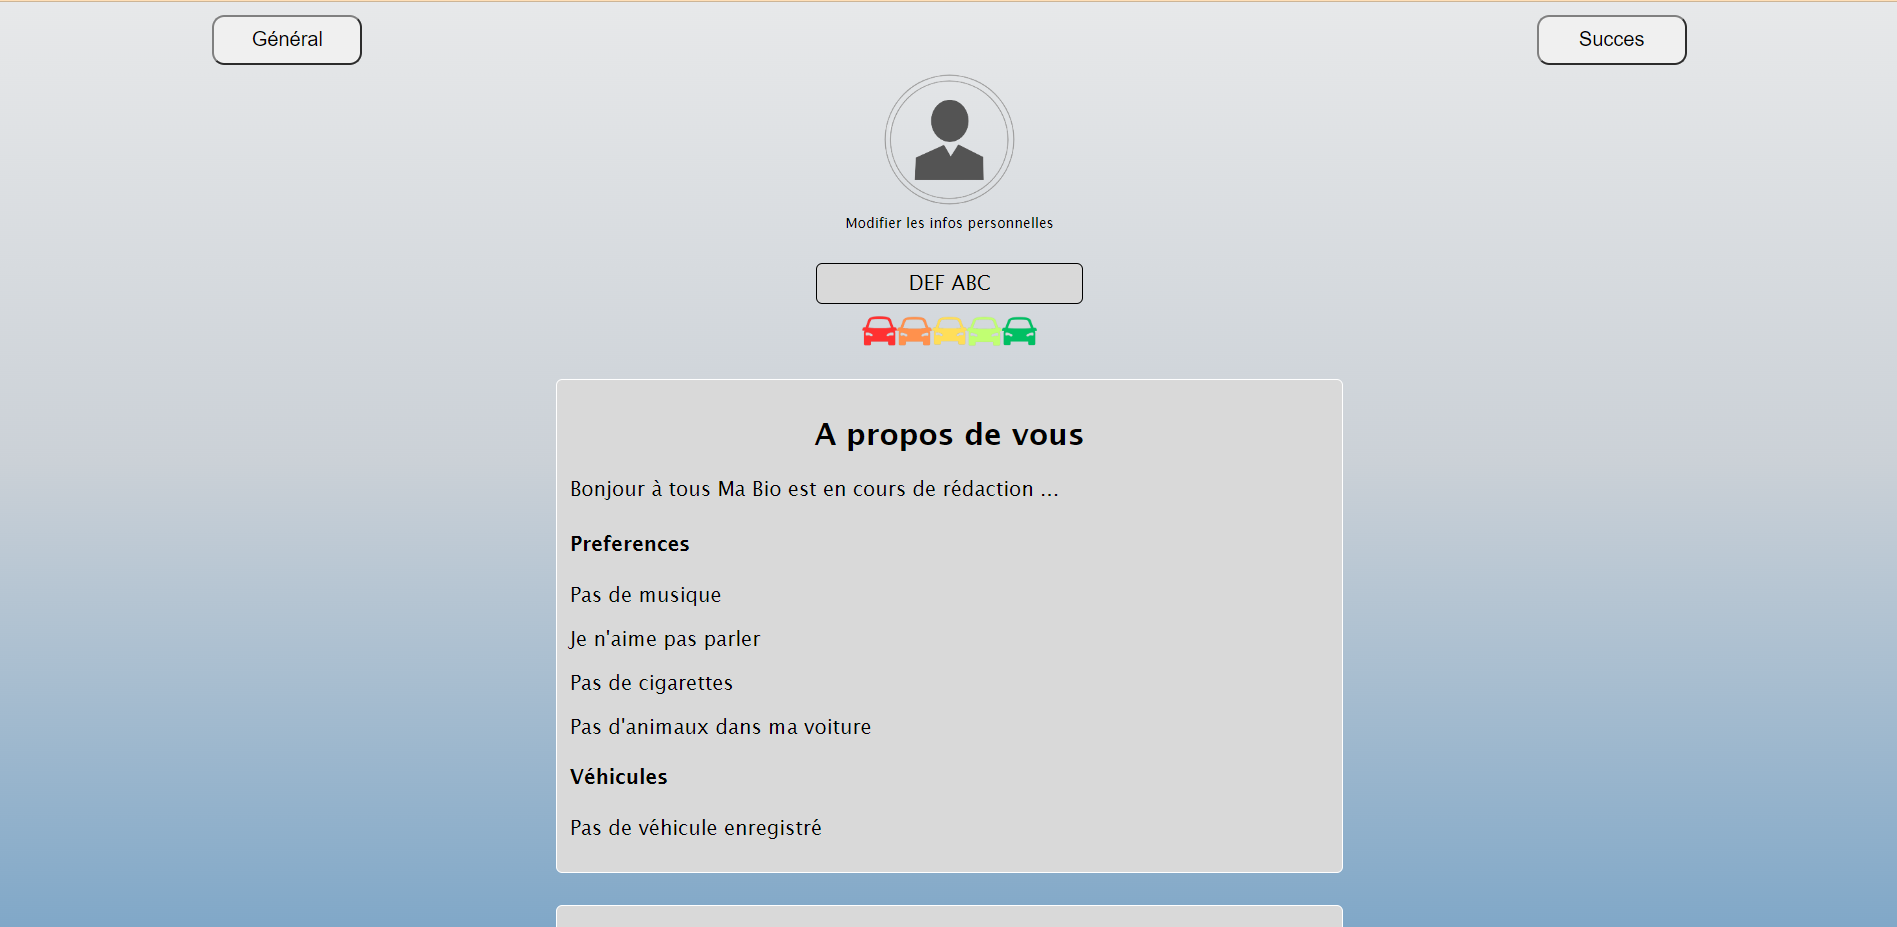 Général
Succes
Modifier les infos personnelles
DEF ABC
A propos de vous
Bonjour à tous Ma Bio est en cours de rédaction ...
Preferences
Pas de musique
Je n'aime pas parler
Pas de cigarettes
Pas d'animaux dans ma voiture
Véhicules
Pas de véhicule enregistré